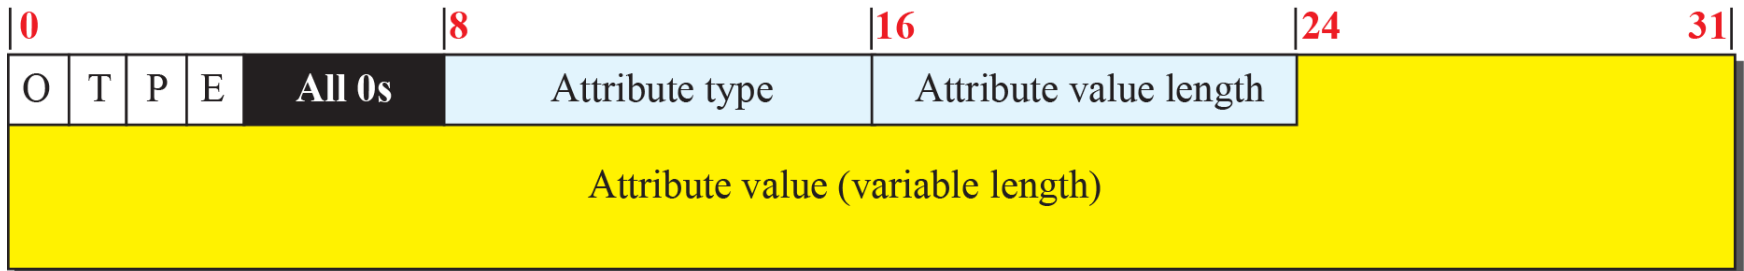 0 8 16 24 31
O T P E All 0s Attribute type Attribute value length
Attribute value (variable length)